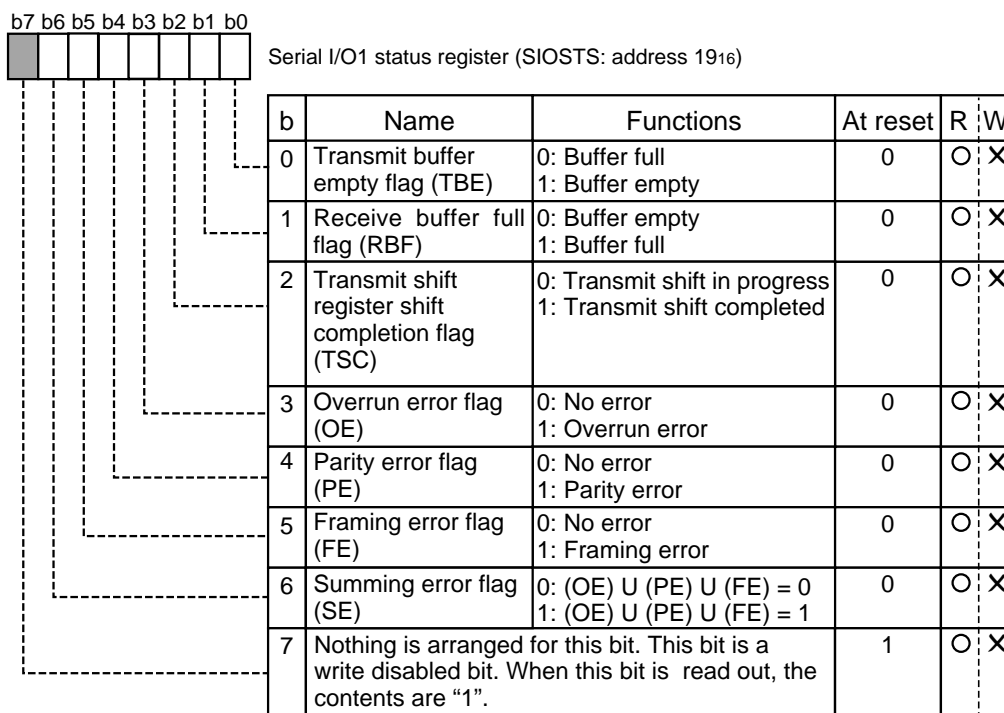 b7 b6 b5 b4 b3 b2 b1 b0
Serial I/O1 status register (SIOSTS: address 1916)
b Name Functions At reset R W
0 Transmit buffer empty flag (TBE) 0: Buffer full 1: Buffer empty 0 O X
1 Receive buffer full flag (RBF) 0: Buffer empty 1: Buffer full 0 O X
2 Transmit shift register shift completion flag (TSC) 0: Transmit shift in progress 1: Transmit shift completed 0 O X
3 Overrun error flag (OE) 0: No error 1: Overrun error 0 O X
4 Parity error flag (PE) 0: No error 1: Parity error 0 O X
5 Framing error flag (FE) 0: No error 1: Framing error 0 O X
6 Summing error flag (SE) 0: (OE) U (PE) U (FE) = 0 1: (OE) U (PE) U (FE) = 1 0 O X
7 Nothing is arranged for this bit. This bit is a write disabled bit. When this bit is read out, the contents are “1”. 1 O X